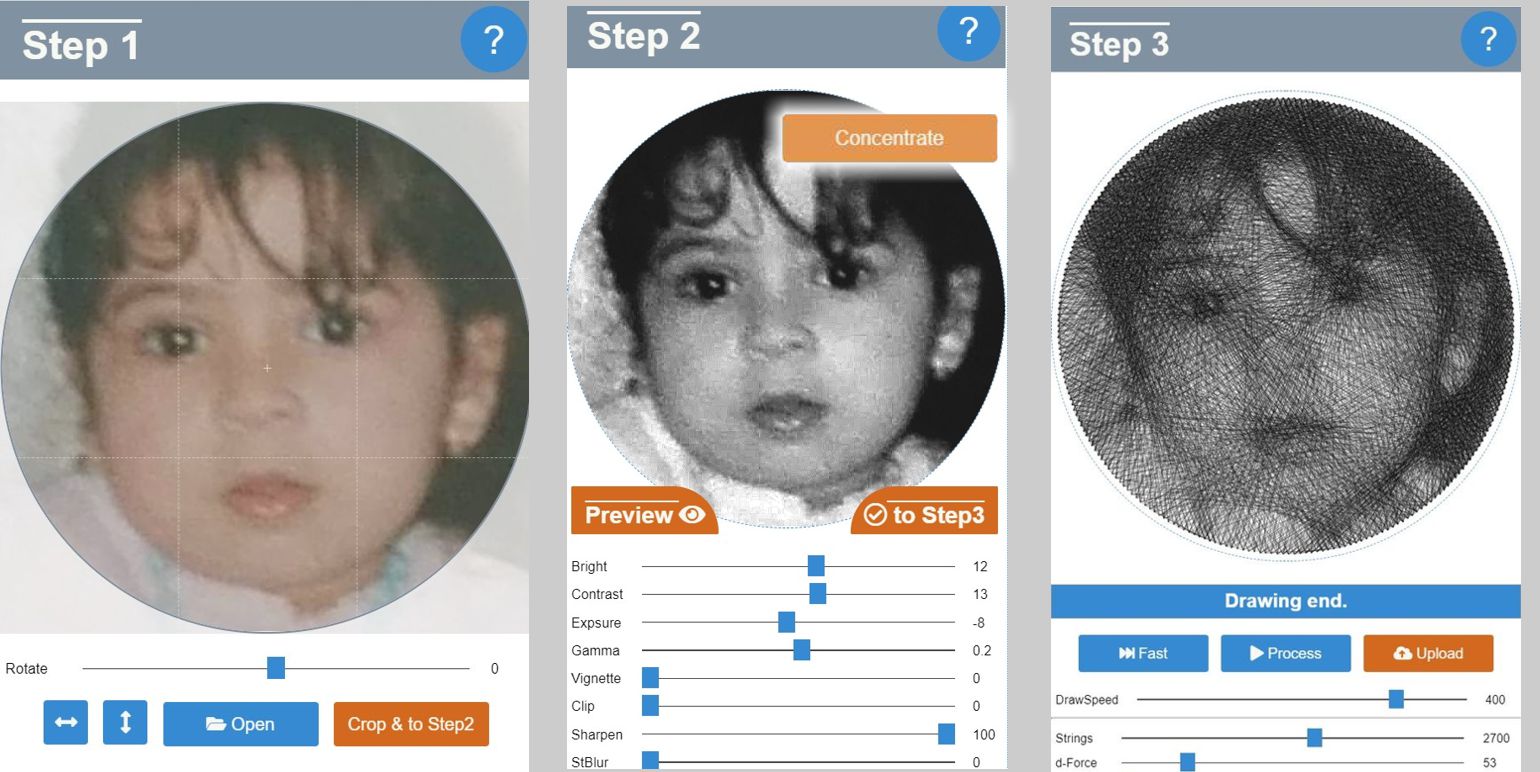 Step 1
?
Rotate
0
Open
Crop & to Step2
Step 2
?
Concentrate
Preview
to Step3
Bright
12
Contrast
13
Expsure
-8
Gamma
0.2
Vignette
0
Clip
0
Sharpen
100
StBlur
0
Step 3
?
Drawing end.
Fast
Process
Upload
DrawSpeed
400
Strings
2700
d-Force
53